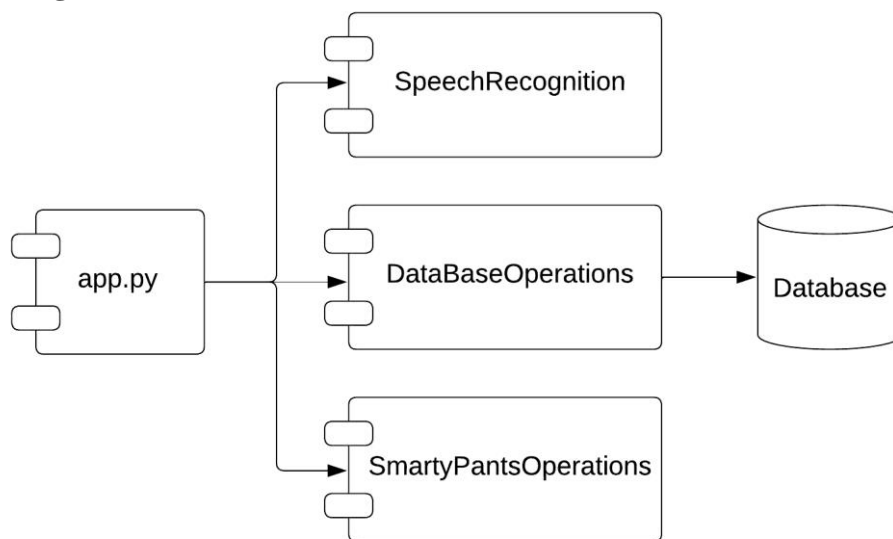 SpeechRecognition
app.py
DataBaseOperations
Database
SmartyPantsOperations